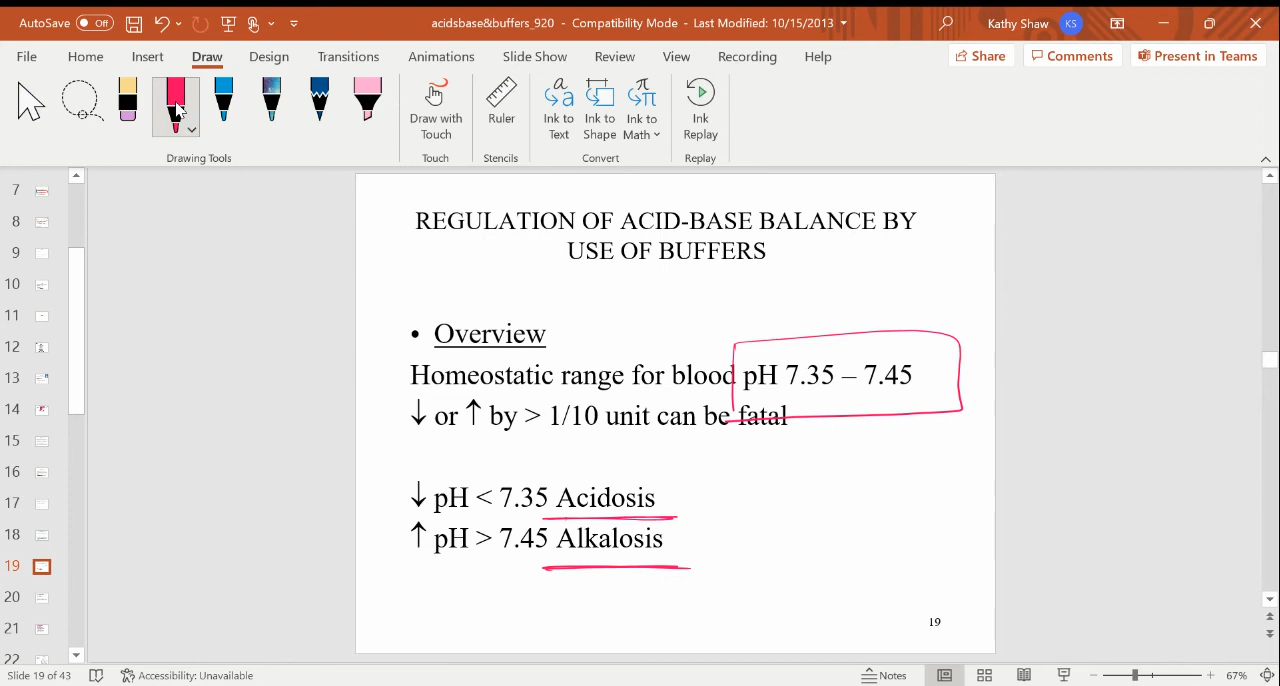 AutoSave Off acidsbase&buffers_920 - Compatibility Mode - Last Modified: 10/15/2013 Kathy Shaw KS
File Home Insert Draw Design Transitions Animations Slide Show Review View Recording Help Share Comments Present in Teams
Draw with Touch
Ruler
Ink to Text
Ink to Shape
Ink to Math
Ink Replay
Drawing Tools Touch Stencils Convert Replay
7
8
9
10
11
12
13
14
15
16
17
18
19
20
21
22
REGULATION OF ACID-BASE BALANCE BY
USE OF BUFFERS
• Overview
Homeostatic range for blood pH 7.35 – 7.45
↓ or ↑ by > 1/10 unit can be fatal
↓ pH < 7.35 Acidosis
↑ pH > 7.45 Alkalosis
19
Slide 19 of 43 Accessibility: Unavailable Notes 67%